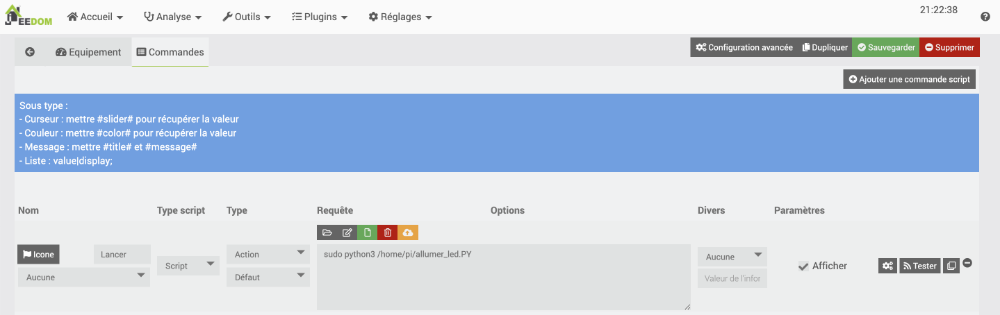 JEEDOM Accueil Analyse Outils Plugins Réglages 21:22:38
Equipement Commandes Configuration avancée Dupliquer Sauvegarder Supprimer
Ajouter une commande script
Sous type :
- Curseur : mettre #slider# pour récupérer la valeur
- Couleur : mettre #color# pour récupérer la valeur
- Message : mettre #title# et #message#
- Liste : value|display;
Nom Type script Type Requête Options Divers Paramètres
Icone Lancer Script Action sudo python3 /home/pi/allumer_led.PY Aucune Afficher Tester
Aucune Défaut Valeur de l'infor